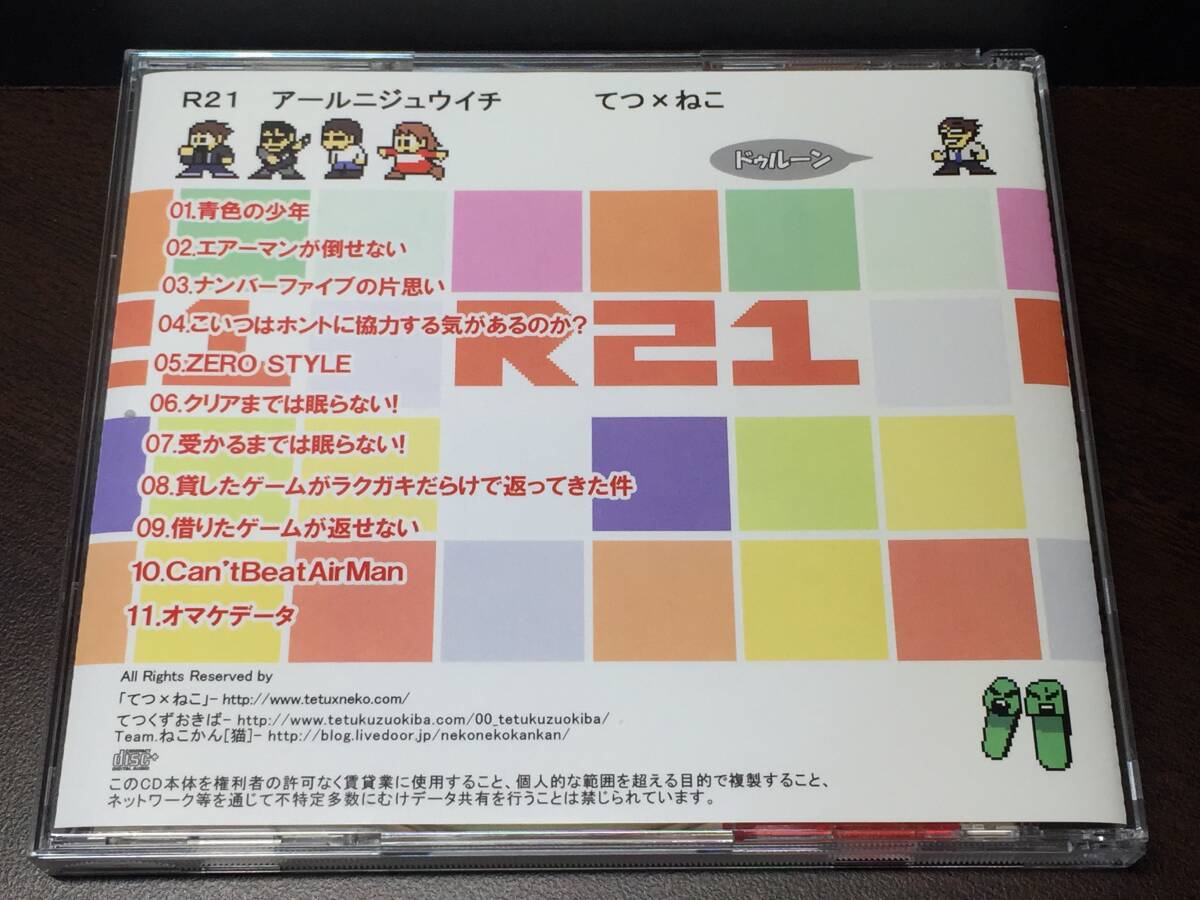 R21 アールニジュウイチ てつ×ねこ
ドゥルーン
01.青色の少年
02.エアーマンが倒せない
03.ナンバーファイブの片思い
04.こいつはホントに協力する気があるのか?
05.ZERO STYLE
06.クリアまでは眠らない!
07.受かるまでは眠らない!
08.貸したゲームがラクガキだらけで返ってきた件
09.借りたゲームが返せない
10.Can'tBeatAirMan
11.オマケデータ
1 R21
All Rights Reserved by
「てつ×ねこ」- http://www.tetuxneko.com/
てつくずおきば- http://www.tetukuzuokiba.com/00_tetukuzuokiba/
Team.ねこかん[猫]- http://blog.livedoor.jp/nekonekokankan/
disc
DIGITAL AUDIO
このCD本体を権利者の許可なく賃貸業に使用すること、個人的な範囲を超える目的で複製すること、
ネットワーク等を通じて不特定多数にむけデータ共有を行うことは禁じられています。